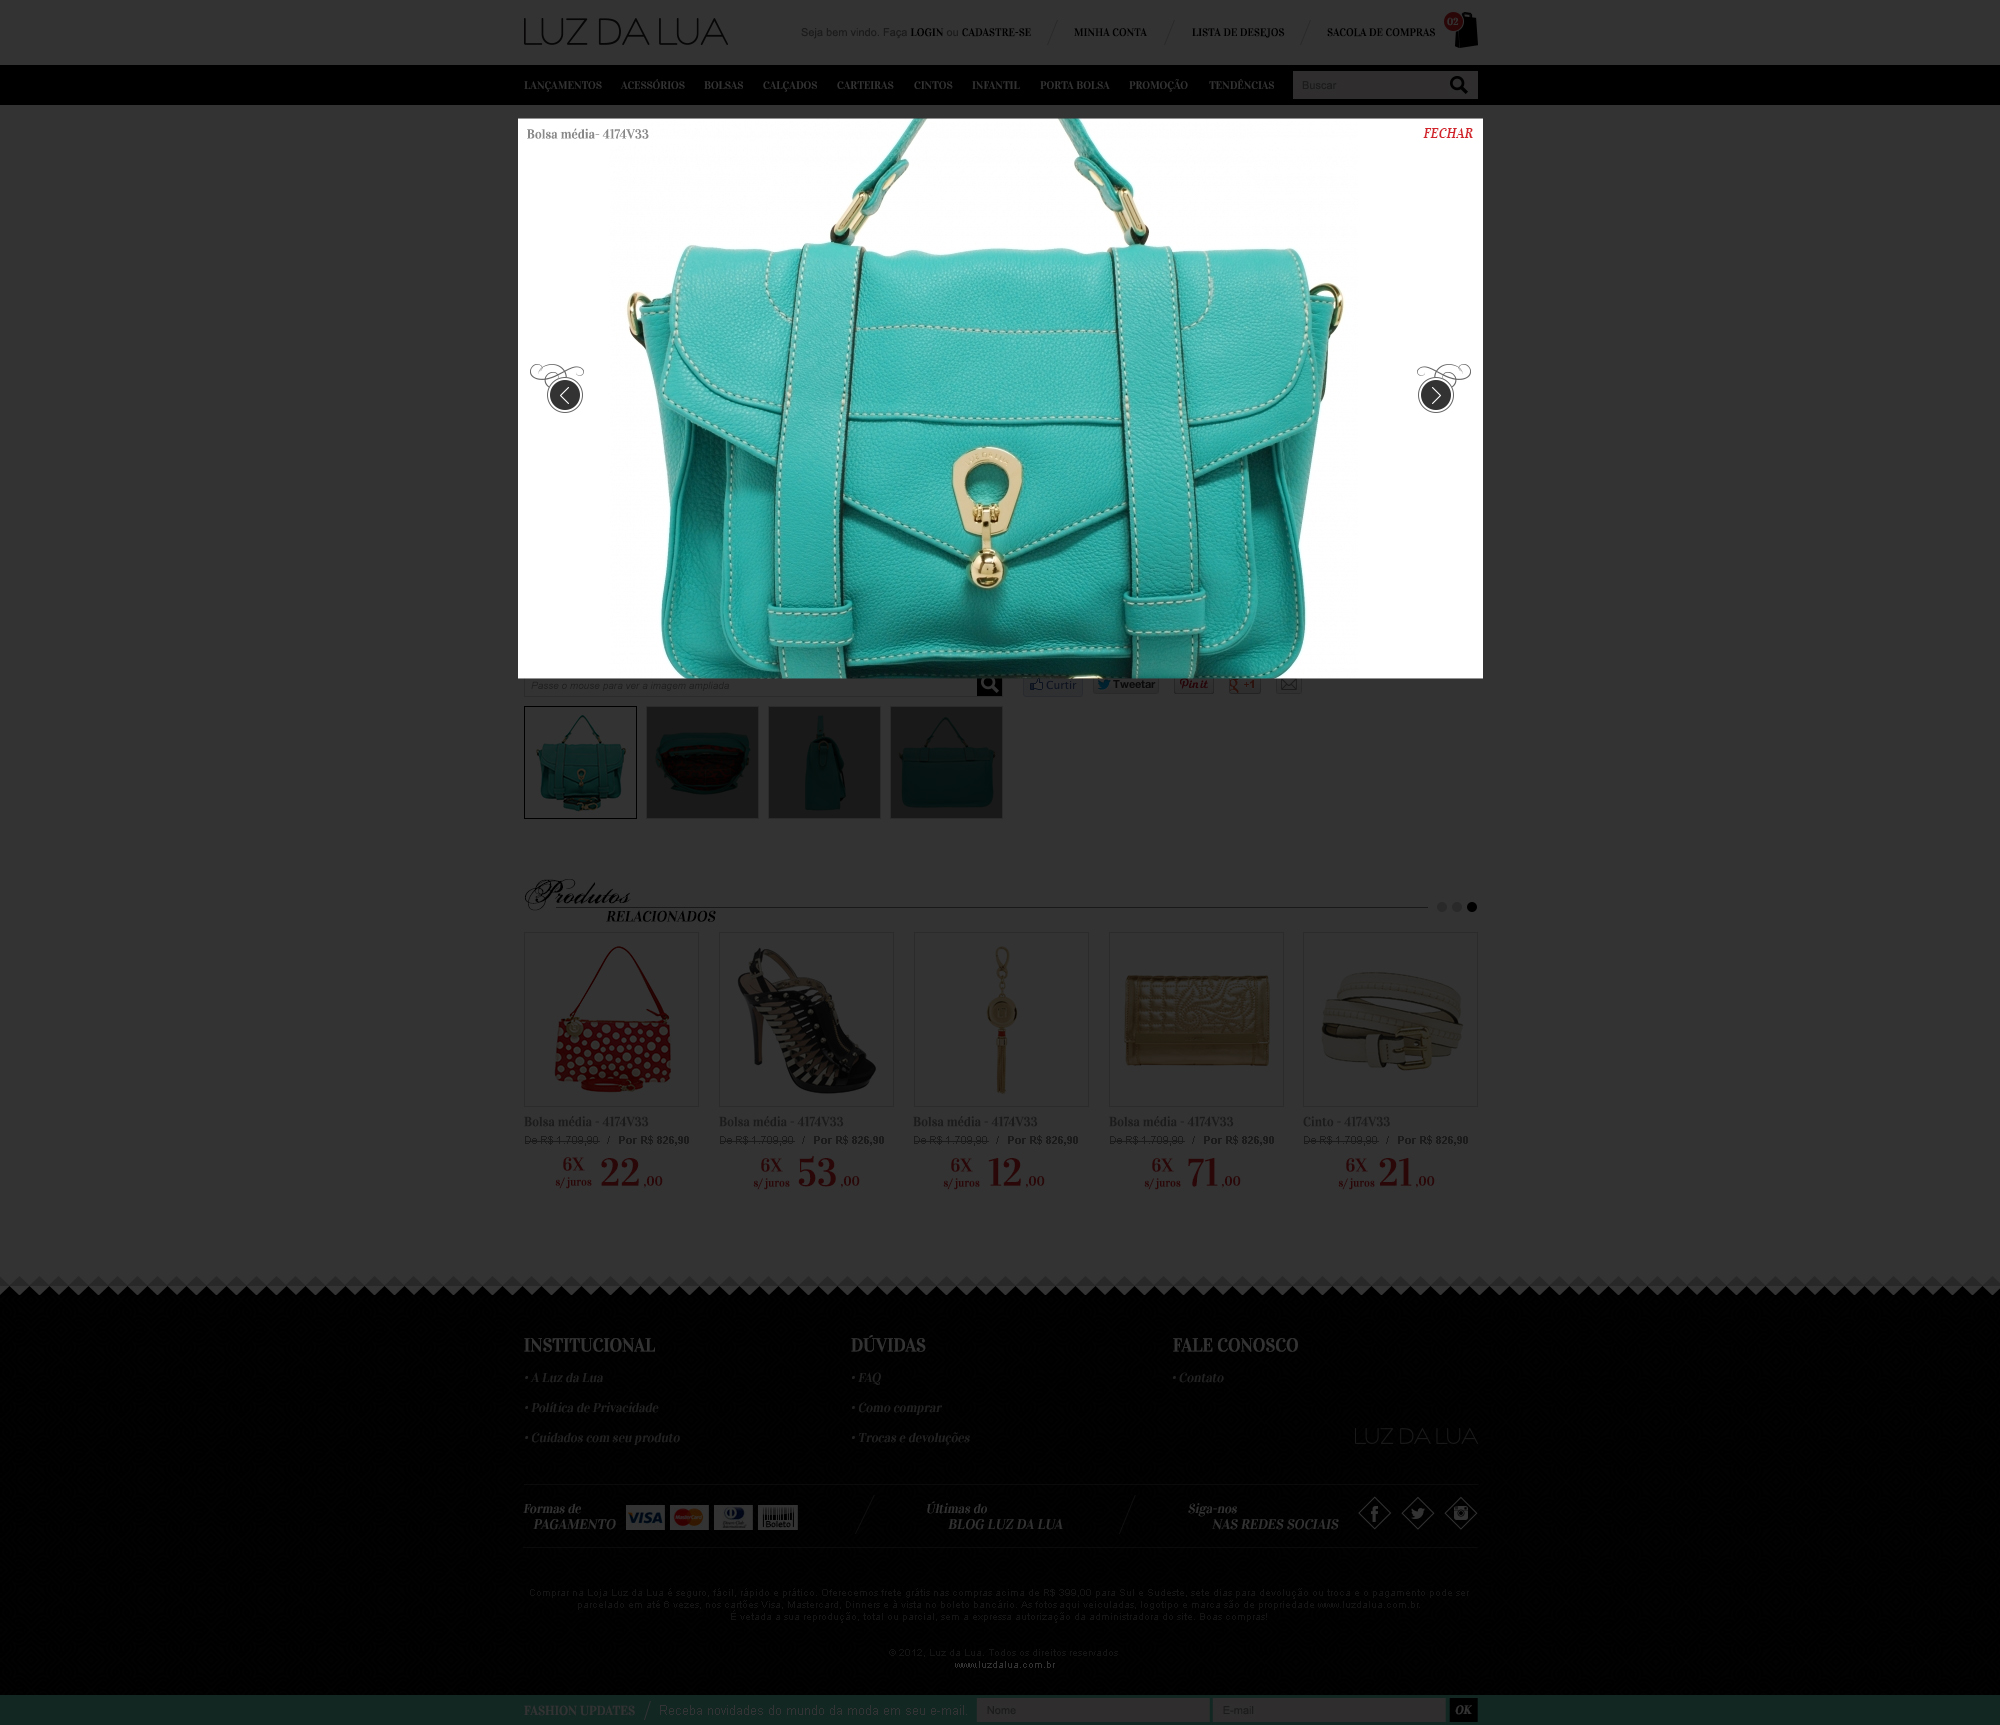 LUZ DA LUA
Seja bem vindo. Faça LOGIN ou CADASTRE-SE
MINHA CONTA
LISTA DE DESEJOS
SACOLA DE COMPRAS
02
LANÇAMENTOS ACESSÓRIOS BOLSAS CALÇADOS CARTEIRAS CINTOS INFANTIL PORTA BOLSA PROMOÇÃO TENDÊNCIAS
Buscar
Bolsa média- 4174V33
FECHAR
Passe o mouse para ver a imagem ampliada
Curtir
Tweetar
Pin it
g +1
Produtos
RELACIONADOS
Bolsa média - 4174V33
De R$ 1.709,90 / Por R$ 826,90
6X
s/ juros 22,00
Bolsa média - 4174V33
De R$ 1.709,90 / Por R$ 826,90
6X
s/ juros 53,00
Bolsa média - 4174V33
De R$ 1.709,90 / Por R$ 826,90
6X
s/ juros 12,00
Bolsa média - 4174V33
De R$ 1.709,90 / Por R$ 826,90
6X
s/ juros 71,00
Cinto - 4174V33
De R$ 1.709,90 / Por R$ 826,90
6X
s/ juros 21,00
INSTITUCIONAL
• A Luz da Lua
• Política de Privacidade
• Cuidados com seu produto
DÚVIDAS
• FAQ
• Como comprar
• Trocas e devoluções
FALE CONOSCO
• Contato
LUZ DA LUA
Formas de
PAGAMENTO
VISA
MasterCard
Boleto
Últimas do
BLOG LUZ DA LUA
Siga-nos
NAS REDES SOCIAIS
Comprar na Loja Luz da Lua é seguro, fácil, rápido e prático. Oferecemos frete grátis nas compras acima de R$ 399,00 para Sul e Sudeste, sete dias para devolução ou troca e o pagamento pode ser
parcelado em até 6 vezes, nos cartões Visa, Mastercard, Dinners e à vista no boleto bancário. As fotos aqui veiculadas, logotipo e marca são de propriedade www.luzdalua.com.br.
É vetada a sua reprodução, total ou parcial, sem a expressa autorização da administradora do site. Boas compras!
© 2012, Luz da Lua. Todos os direitos reservados
www.luzdalua.com.br
FASHION UPDATES / Receba novidades do mundo da moda em seu e-mail:
Nome
E-mail
OK